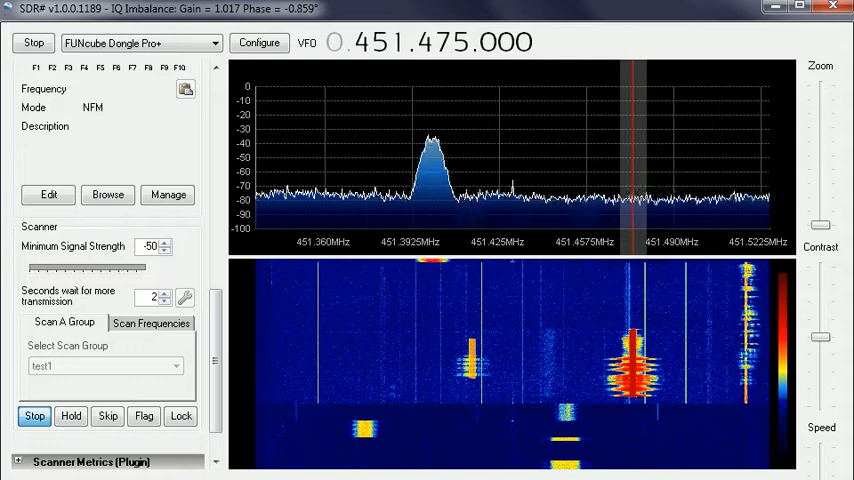 SDR# v1.0.0.1189 - IQ Imbalance: Gain = 1.017 Phase = -0.859°
Stop FUNcube Dongle Pro+ Configure VFO 0.451.475.000
F1 F2 F3 F4 F5 F6 F7 F8 F9 F10
Frequency
Mode NFM
Description
Edit Browse Manage
Scanner
Minimum Signal Strength -50
Seconds wait for more
transmission 2
Scan A Group Scan Frequencies
Select Scan Group
test1
Stop Hold Skip Flag Lock
Scanner Metrics (Plugin)
0
-10
-20
-30
-40
-50
-60
-70
-80
-90
-100
451.360MHz 451.3925MHz 451.425MHz 451.4575MHz 451.490MHz 451.5225MHz
Zoom
Contrast
Speed